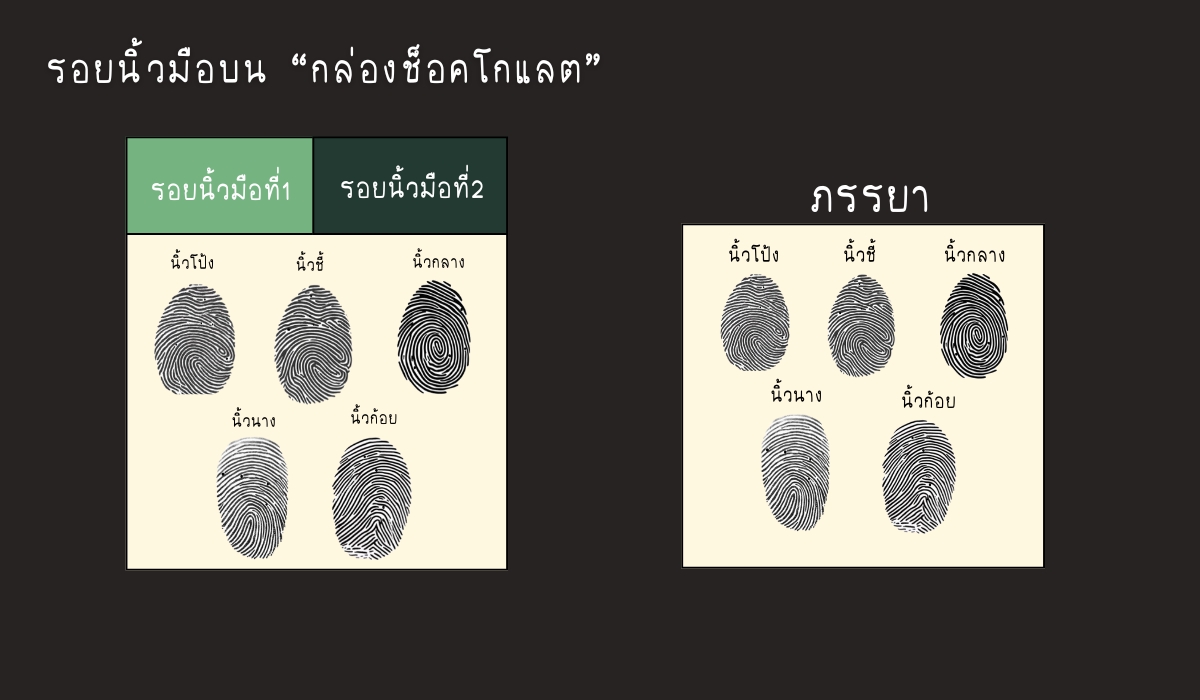 รอยนิ้วมือบน “กล่องช็อคโกแลต”
รอยนิ้วมือที่1 รอยนิ้วมือที่2
นิ้วโป้ง นิ้วชี้ นิ้วกลาง
นิ้วนาง นิ้วก้อย
ภรรยา
นิ้วโป้ง นิ้วชี้ นิ้วกลาง
นิ้วนาง นิ้วก้อย